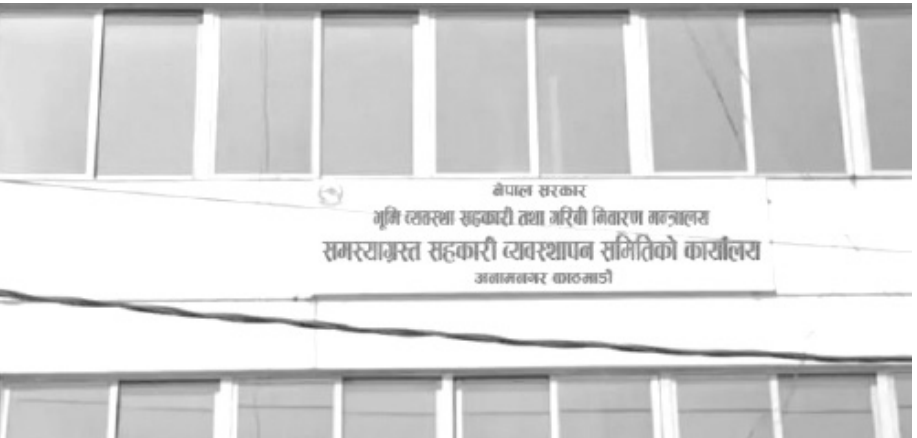 नेपाल सरकार
भूमि व्यवस्था सहकारी तथा गरिबी निवारण मन्त्रालय
समस्याग्रस्त सहकारी व्यवस्थापन समितिको कार्यालय
अनामनगर काठमाडौं